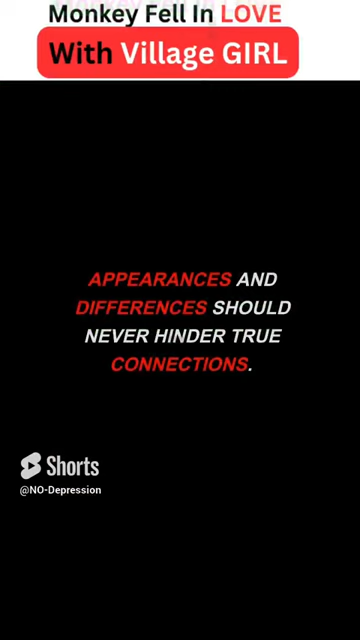 Monkey Fell In LOVE
With Village GIRL
APPEARANCES AND
DIFFERENCES SHOULD
NEVER HINDER TRUE
CONNECTIONS.
Shorts
@NO-Depression